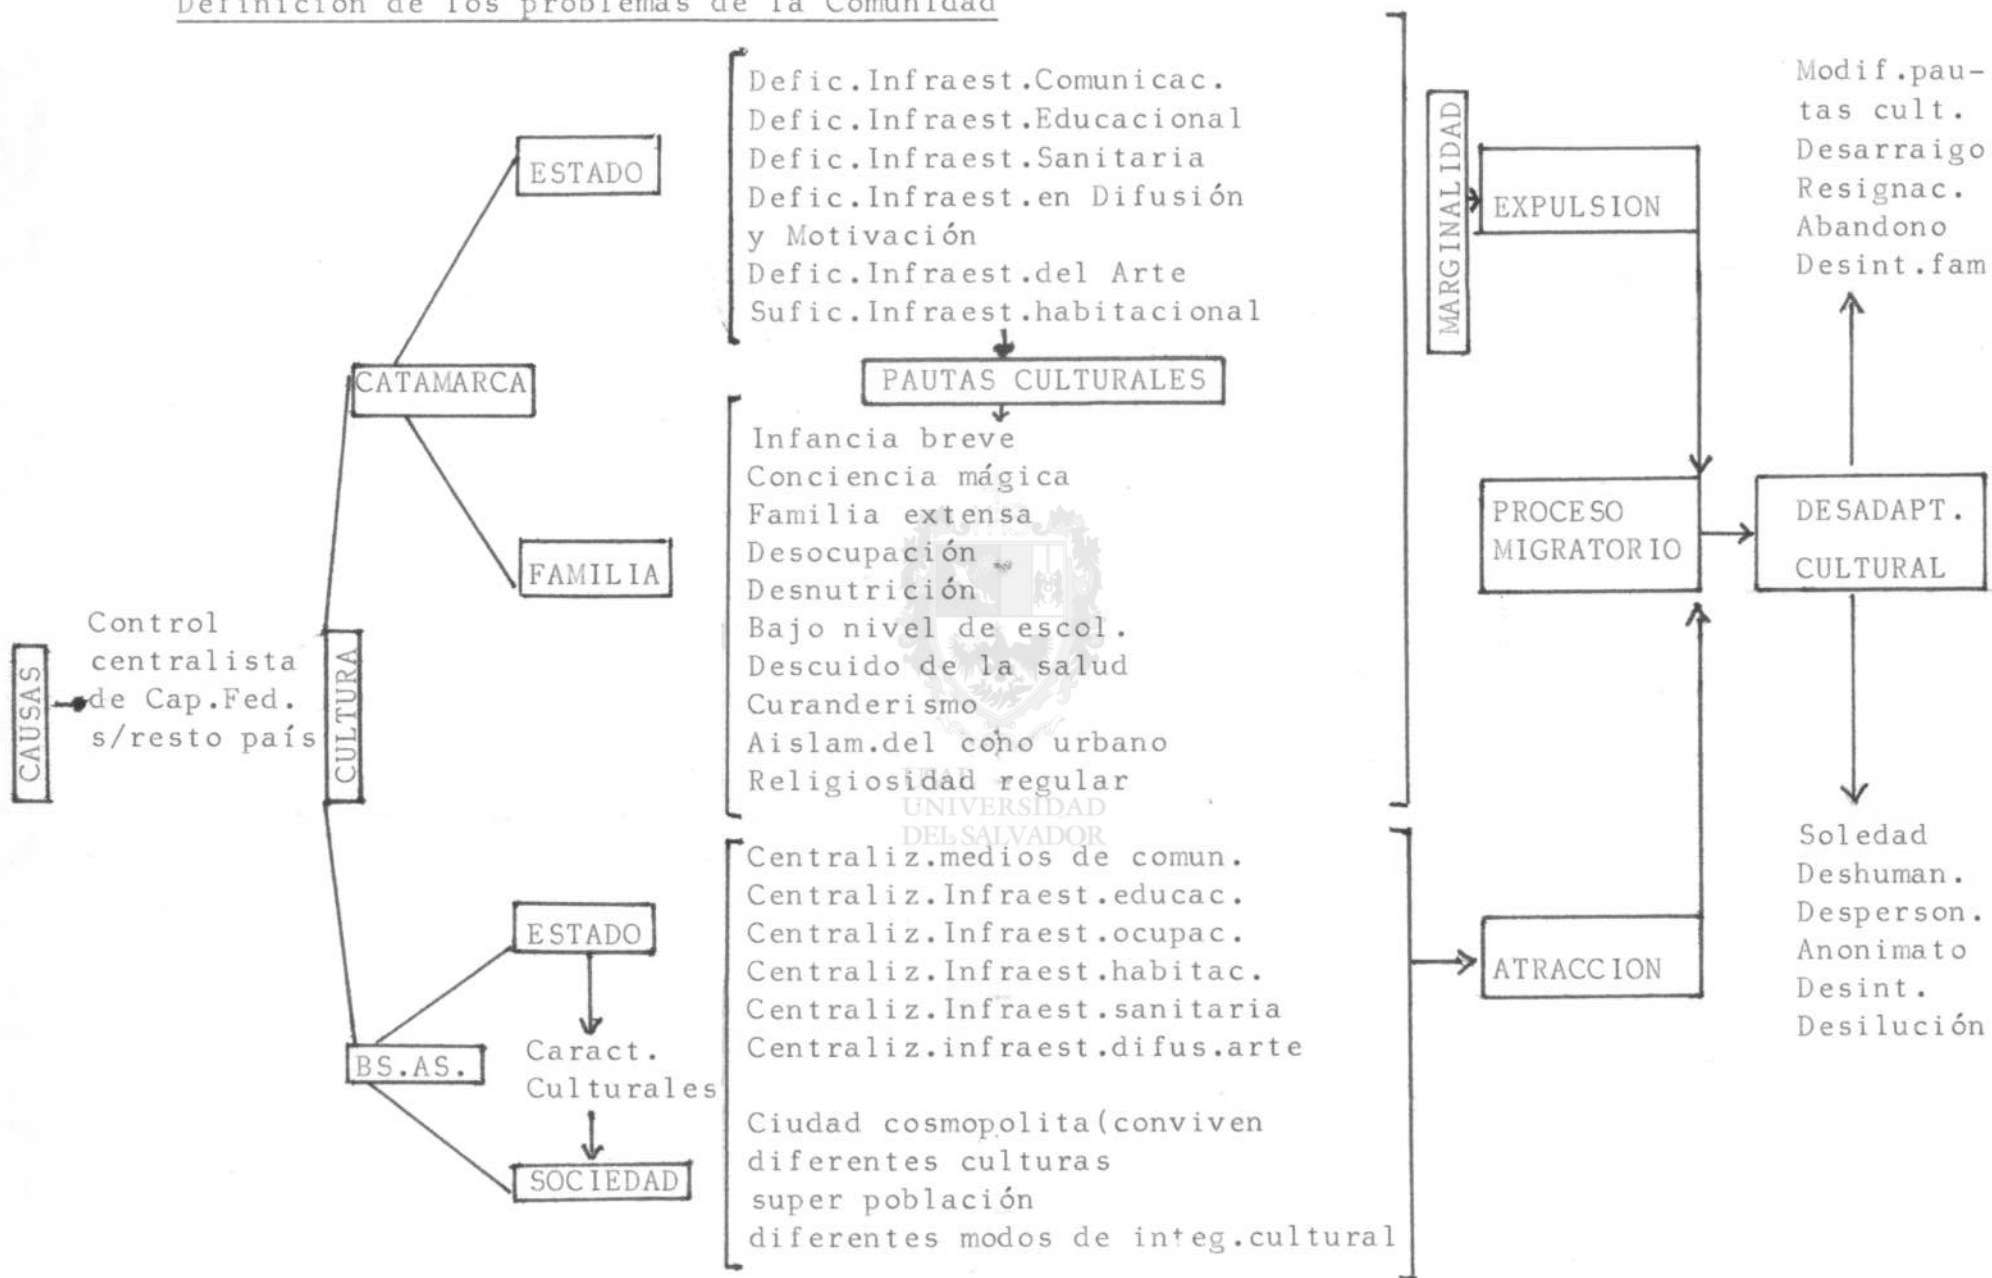 Definición de los problemas de la Comunidad
CAUSAS
Control
centralista
de Cap.Fed.
s/resto país
CULTURA
CATAMARCA
ESTADO
Defic.Infraest.Comunicac.
Defic.Infraest.Educacional
Defic.Infraest.Sanitaria
Defic.Infraest.en Difusión
y Motivación
Defic.Infraest.del Arte
Sufic.Infraest.habitacional
PAUTAS CULTURALES
FAMILIA
Infancia breve
Conciencia mágica
Familia extensa
Desocupación
Desnutrición
Bajo nivel de escol.
Descuido de la salud
Curanderismo
Aislam.del cono urbano
Religiosidad regular
BS.AS.
ESTADO
Caract.
Culturales
SOCIEDAD
Centraliz.medios de comun.
Centraliz.Infraest.educac.
Centraliz.Infraest.ocupac.
Centraliz.Infraest.habitac.
Centraliz.Infraest.sanitaria
Centraliz.infraest.difus.arte
Ciudad cosmopolita(conviven
diferentes culturas
super población
diferentes modos de integ.cultural
MARGINALIDAD
EXPULSION
PROCESO
MIGRATORIO
ATRACCION
DESADAPT.
CULTURAL
Modif.pau-
tas cult.
Desarraigo
Resignac.
Abandono
Desint.fam
Soledad
Deshuman.
Desperson.
Anonimato
Desint.
Desilución
USAL
UNIVERSIDAD
DEL SALVADOR